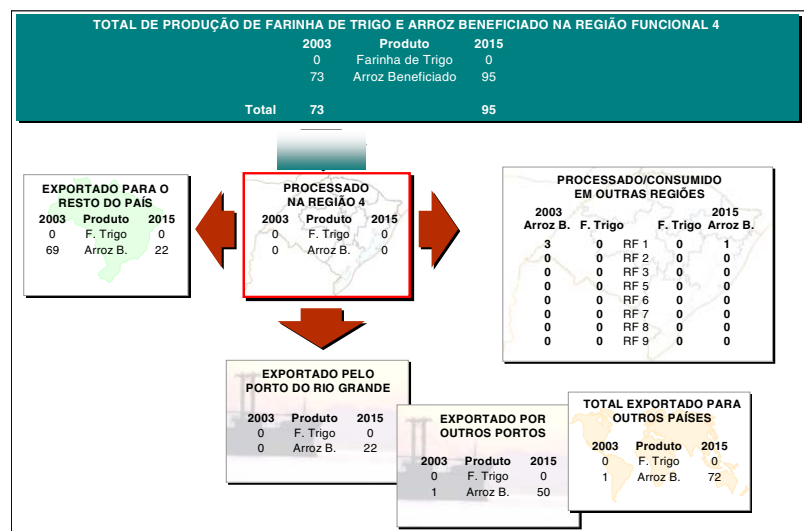 TOTAL DE PRODUÇÃO DE FARINHA DE TRIGO E ARROZ BENEFICIADO NA REGIÃO FUNCIONAL 4
2003 Produto 2015
0 Farinha de Trigo 0
73 Arroz Beneficiado 95
Total 73 95
EXPORTADO PARA O
RESTO DO PAÍS
2003 Produto 2015
0 F. Trigo 0
69 Arroz B. 22
PROCESSADO
NA REGIÃO 4
2003 Produto 2015
0 F. Trigo 0
0 Arroz B. 0
PROCESSADO/CONSUMIDO
EM OUTRAS REGIÕES
2003 2015
Arroz B. F. Trigo F. Trigo Arroz B.
3 0 RF 1 0 1
0 0 RF 2 0 0
0 0 RF 3 0 0
0 0 RF 5 0 0
0 0 RF 6 0 0
0 0 RF 7 0 0
0 0 RF 8 0 0
0 0 RF 9 0 0
EXPORTADO PELO
PORTO DO RIO GRANDE
2003 Produto 2015
0 F. Trigo 0
0 Arroz B. 22
EXPORTADO POR
OUTROS PORTOS
2003 Produto 2015
0 F. Trigo 0
1 Arroz B. 50
TOTAL EXPORTADO PARA
OUTROS PAÍSES
2003 Produto 2015
0 F. Trigo 0
1 Arroz B. 72